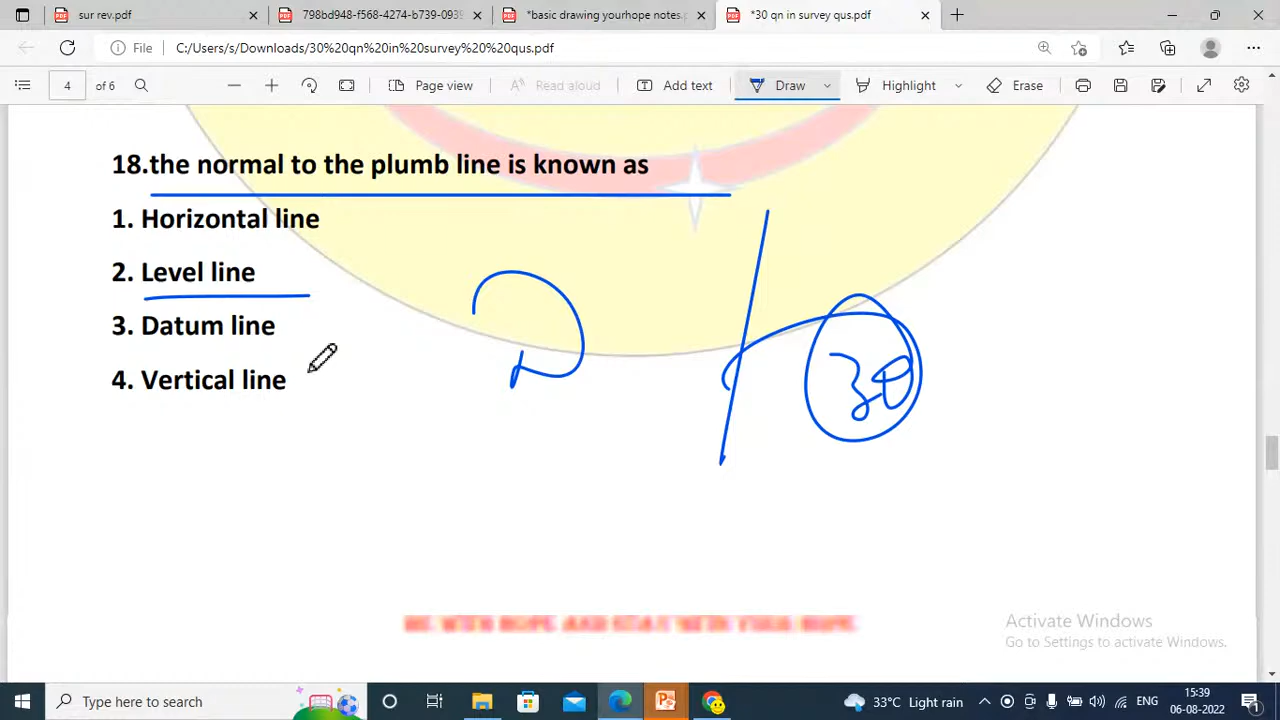 sur rev.pdf
798bd948-f568-4274-b739-0939
*basic drawing yourhope notes.p
*30 qn in survey qus.pdf
File
C:/Users/s/Downloads/30%20qn%20in%20survey%20%20qus.pdf
4
of 6
Page view
Read aloud
Add text
Draw
Highlight
Erase
18.the normal to the plumb line is known as
1. Horizontal line
2. Level line
3. Datum line
4. Vertical line
30
Activate Windows
Go to Settings to activate Windows.
Type here to search
33°C Light rain
ENG
15:39
06-08-2022